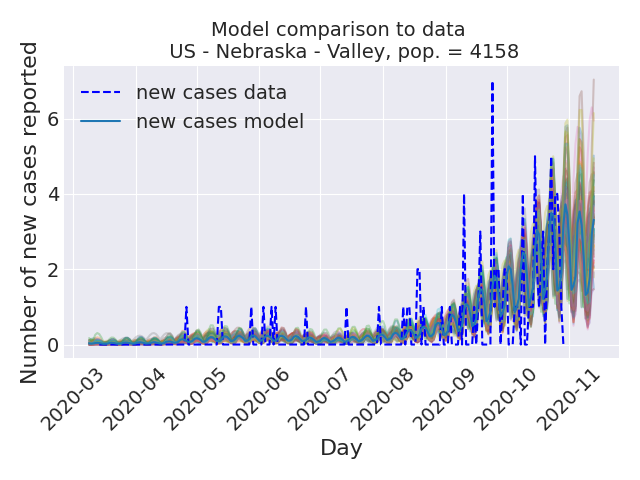 Model comparison to data
US - Nebraska - Valley, pop. = 4158
Number of new cases reported
new cases data
new cases model
6
4
2
0
2020-03
2020-04
2020-05
2020-06
2020-07
2020-08
2020-09
2020-10
2020-11
Day